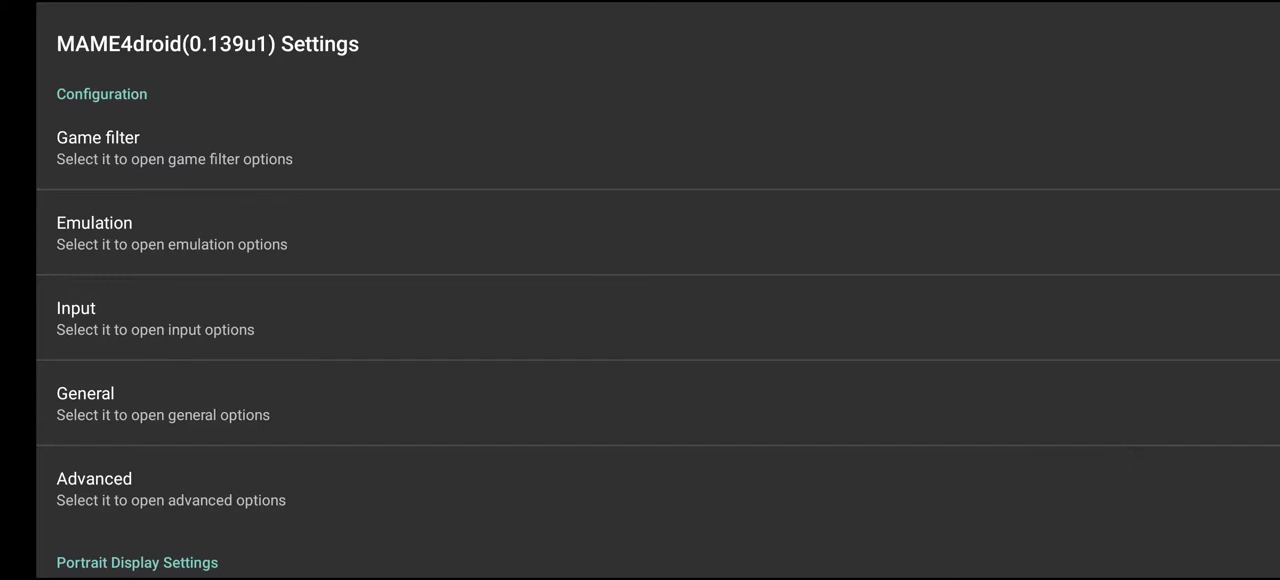 MAME4droid(0.139u1) Settings
Configuration
Game filter
Select it to open game filter options
Emulation
Select it to open emulation options
Input
Select it to open input options
General
Select it to open general options
Advanced
Select it to open advanced options
Portrait Display Settings